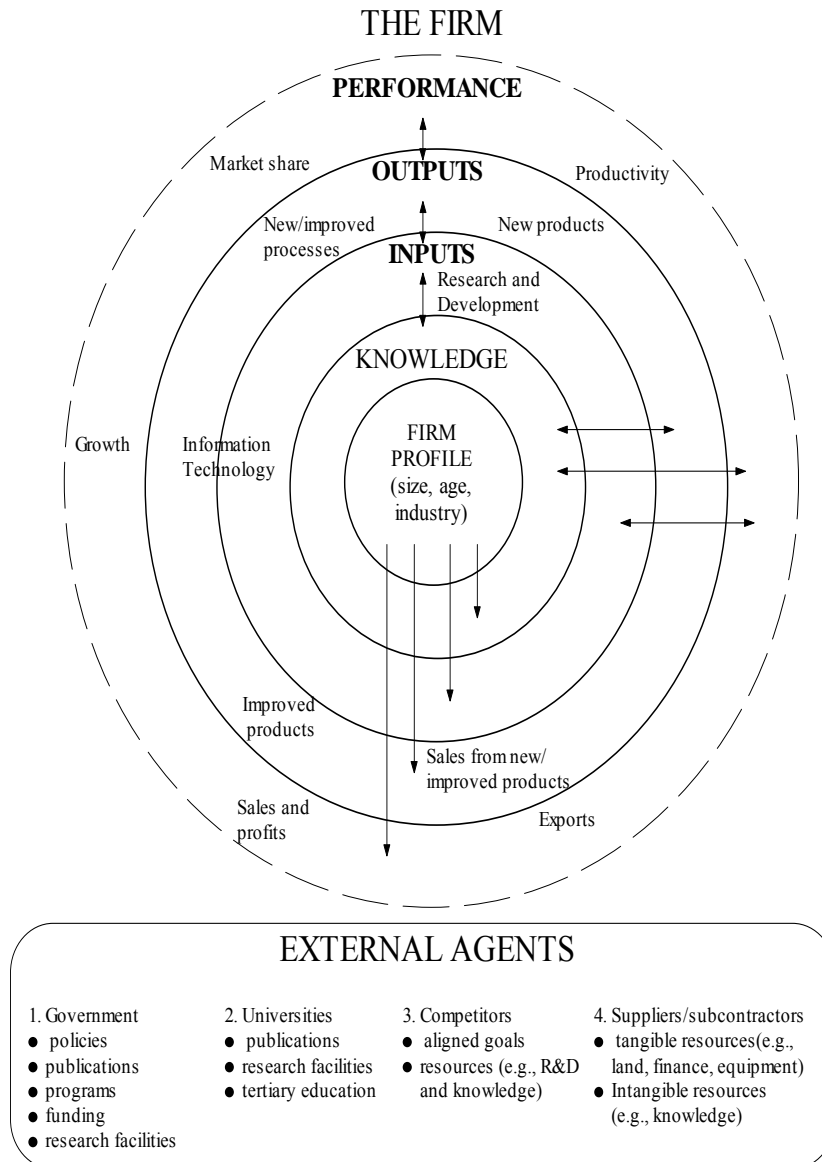 THE FIRM
PERFORMANCE
Market share
OUTPUTS
Productivity
New/improved
processes
New products
INPUTS
Research and
Development
KNOWLEDGE
FIRM
PROFILE
(size, age,
industry)
Growth
Information
Technology
Improved
products
Sales from new/
improved products
Sales and
profits
Exports
EXTERNAL AGENTS
1. Government
● policies
● publications
● programs
● funding
● research facilities
2. Universities
● publications
● research facilities
● tertiary education
3. Competitors
● aligned goals
● resources (e.g., R&D
and knowledge)
4. Suppliers/subcontractors
● tangible resources(e.g.,
land, finance, equipment)
● Intangible resources
(e.g., knowledge)